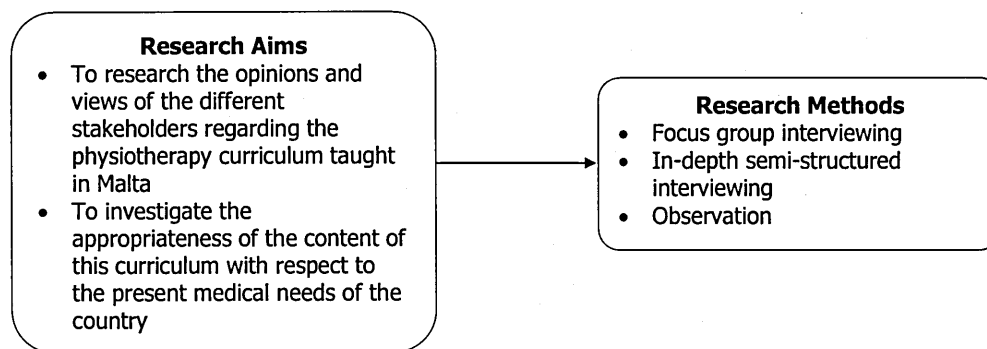 Research Aims
• To research the opinions and
views of the different
stakeholders regarding the
physiotherapy curriculum taught
in Malta
• To investigate the
appropriateness of the content of
this curriculum with respect to
the present medical needs of the
country
Research Methods
• Focus group interviewing
• In-depth semi-structured
interviewing
• Observation